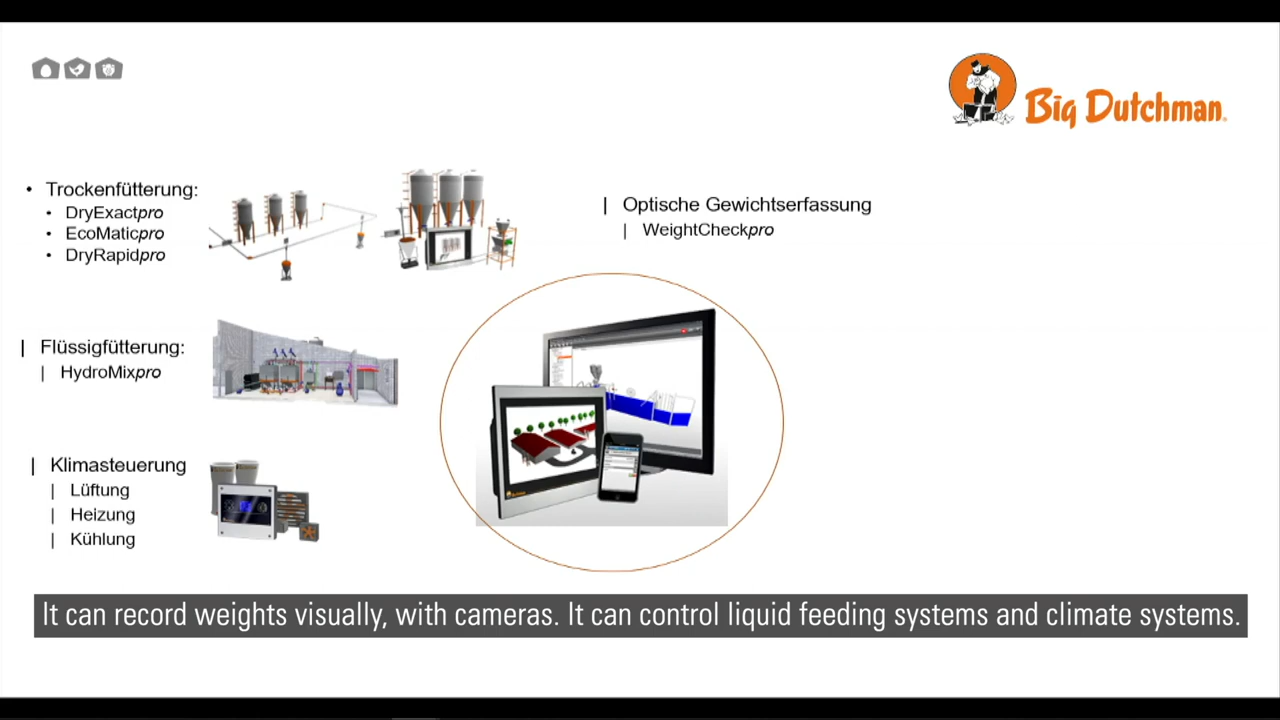 Big Dutchman
• Trockenfütterung:
• DryExactpro
• EcoMaticpro
• DryRapidpro
| Optische Gewichtserfassung
| WeightCheckpro
| Flüssigfütterung:
| HydroMixpro
| Klimasteuerung
| Lüftung
| Heizung
| Kühlung
It can record weights visually, with cameras. It can control liquid feeding systems and climate systems.